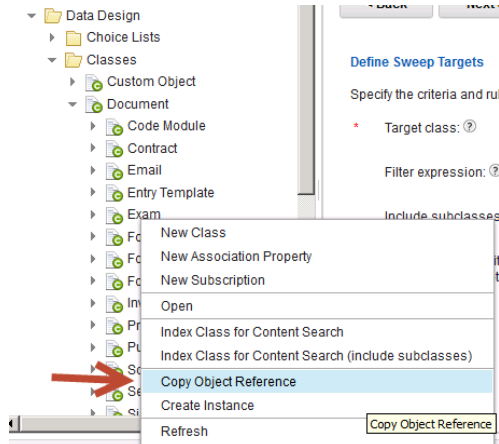 Data Design
Choice Lists
Classes
Custom Object
Document
Code Module
Contract
Email
Entry Template
Exam
Define Sweep Targets
Specify the criteria and
* Target class:
Filter expression:
Include subclasses
New Class
New Association Property
New Subscription
Open
Index Class for Content Search
Index Class for Content Search (include subclasses)
Copy Object Reference
Create Instance
Copy Object Reference
Refresh